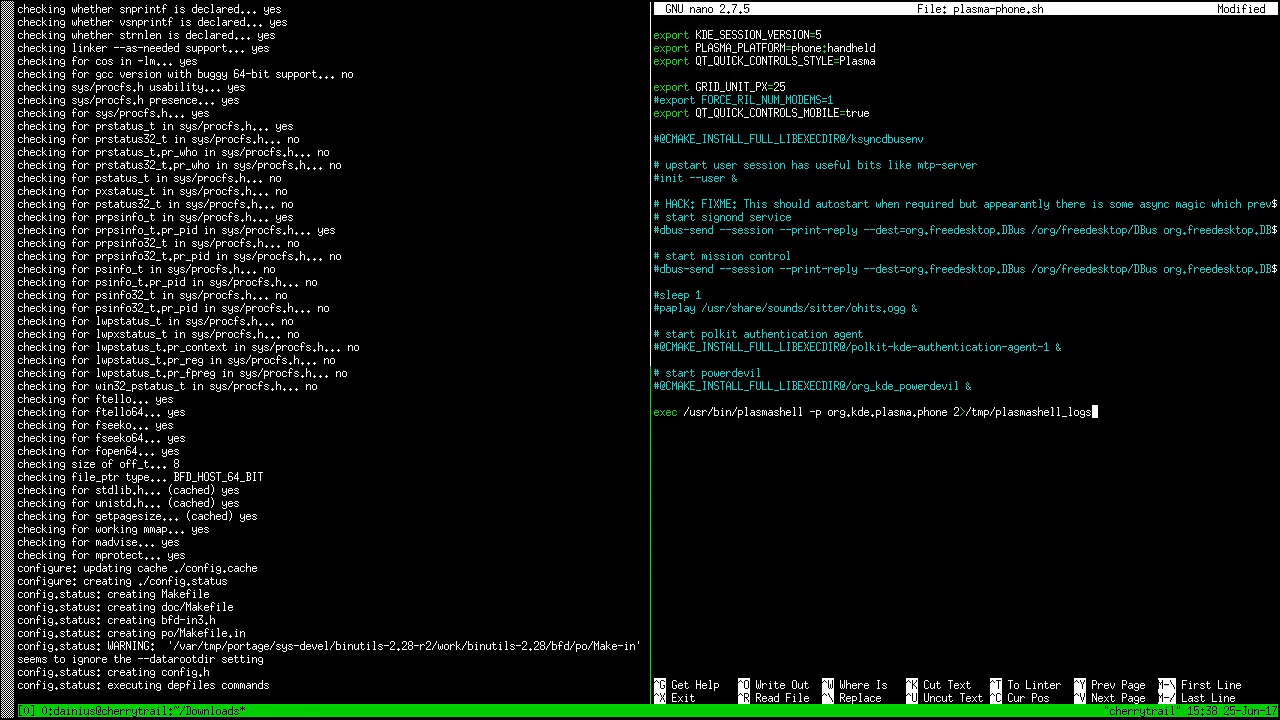 checking whether snprintf is declared... yes
checking whether vsnprintf is declared... yes
checking whether strnlen is declared... yes
checking linker --as-needed support... yes
checking for cos in -lm... yes
checking for gcc version with buggy 64-bit support... no
checking sys/procfs.h usability... yes
checking sys/procfs.h presence... yes
checking for sys/procfs.h... yes
checking for prstatus_t in sys/procfs.h... yes
checking for prstatus32_t in sys/procfs.h... no
checking for prstatus_t.pr_who in sys/procfs.h... no
checking for prstatus32_t.pr_who in sys/procfs.h... no
checking for pstatus_t in sys/procfs.h... no
checking for pxstatus_t in sys/procfs.h... no
checking for pstatus32_t in sys/procfs.h... no
checking for prpsinfo_t in sys/procfs.h... yes
checking for prpsinfo_t.pr_pid in sys/procfs.h... yes
checking for prpsinfo32_t in sys/procfs.h... no
checking for prpsinfo32_t.pr_pid in sys/procfs.h... no
checking for psinfo_t in sys/procfs.h... no
checking for psinfo_t.pr_pid in sys/procfs.h... no
checking for psinfo32_t in sys/procfs.h... no
checking for psinfo32_t.pr_pid in sys/procfs.h... no
checking for lwpstatus_t in sys/procfs.h... no
checking for lwpxstatus_t in sys/procfs.h... no
checking for lwpstatus_t.pr_context in sys/procfs.h... no
checking for lwpstatus_t.pr_reg in sys/procfs.h... no
checking for lwpstatus_t.pr_fpreg in sys/procfs.h... no
checking for win32_pstatus_t in sys/procfs.h... no
checking for ftello... yes
checking for ftello64... yes
checking for fseeko... yes
checking for fseeko64... yes
checking for fopen64... yes
checking size of off_t... 8
checking file_ptr type... BFD_HOST_64_BIT
checking for stdlib.h... (cached) yes
checking for unistd.h... (cached) yes
checking for getpagesize... (cached) yes
checking for working mmap... yes
checking for madvise... yes
checking for mprotect... yes
configure: updating cache ./config.cache
configure: creating ./config.status
config.status: creating Makefile
config.status: creating doc/Makefile
config.status: creating bfd-in3.h
config.status: creating po/Makefile.in
config.status: WARNING:  '/var/tmp/portage/sys-devel/binutils-2.28-r2/work/binutils-2.28/bfd/po/Make-in'
seems to ignore the --datarootdir setting
config.status: creating config.h
config.status: executing depfiles commands
GNU nano 2.7.5 File: plasma-phone.sh Modified
export KDE_SESSION_VERSION=5
export PLASMA_PLATFORM=phone:handheld
export QT_QUICK_CONTROLS_STYLE=Plasma
export GRID_UNIT_PX=25
#export FORCE_RIL_NUM_MODEMS=1
export QT_QUICK_CONTROLS_MOBILE=true
#@CMAKE_INSTALL_FULL_LIBEXECDIR@/ksyncdbusenv
# upstart user session has useful bits like mtp-server
#init --user &
# HACK: FIXME: This should autostart when required but appearantly there is some async magic which prev$
# start signond service
#dbus-send --session --print-reply --dest=org.freedesktop.DBus /org/freedesktop/DBus org.freedesktop.DB$
# start mission control
#dbus-send --session --print-reply --dest=org.freedesktop.DBus /org/freedesktop/DBus org.freedesktop.DB$
#sleep 1
#paplay /usr/share/sounds/sitter/ohits.ogg &
# start polkit authentication agent
#@CMAKE_INSTALL_FULL_LIBEXECDIR@/polkit-kde-authentication-agent-1 &
# start powerdevil
#@CMAKE_INSTALL_FULL_LIBEXECDIR@/org_kde_powerdevil &
exec /usr/bin/plasmashell -p org.kde.plasma.phone 2>/tmp/plasmashell_logs
^G Get Help ^O Write Out ^W Where Is ^K Cut Text ^T To Linter ^Y Prev Page M-\ First Line
^X Exit ^R Read File ^\ Replace ^U Uncut Text ^C Cur Pos ^V Next Page M-/ Last Line
[0] 0:dainius@cherrytrail:~/Downloads* "cherrytrail" 15:38 25-Jun-17